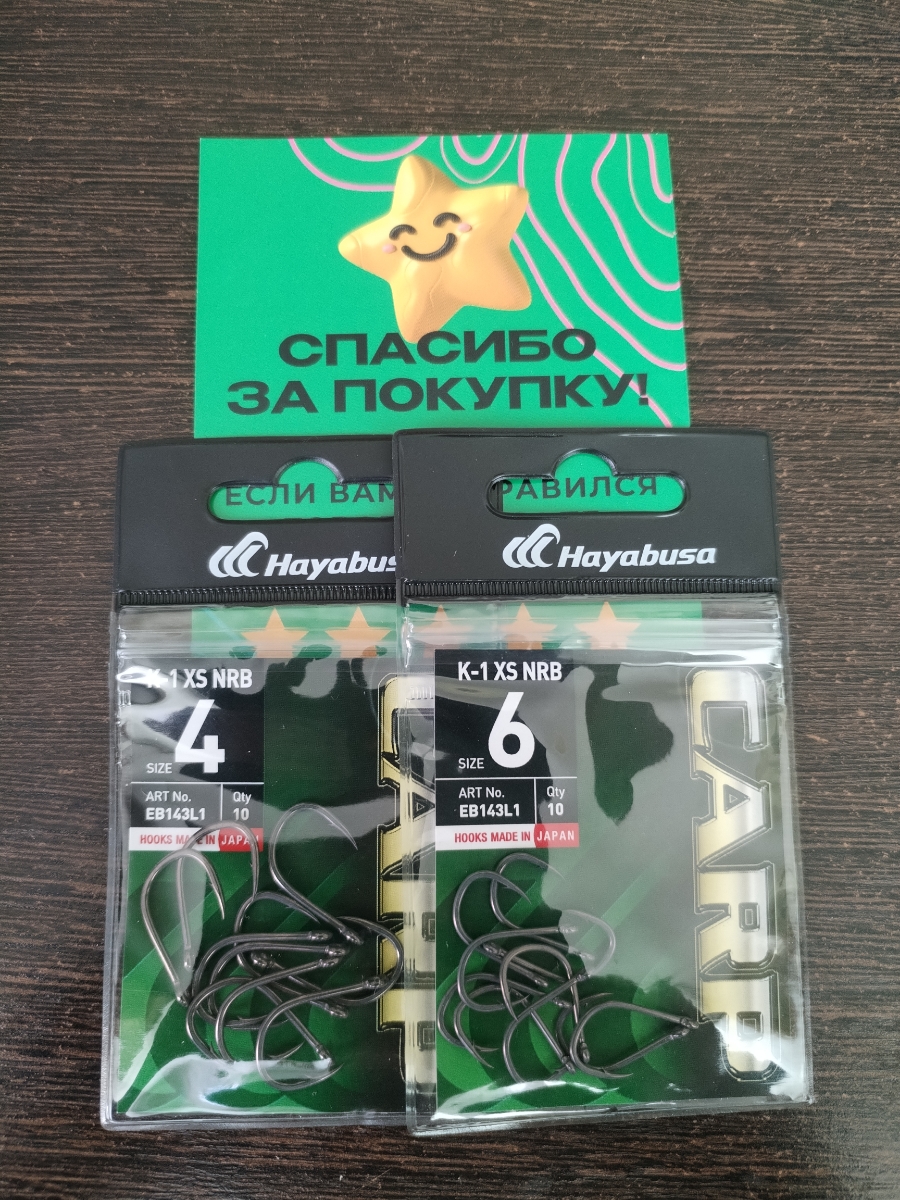 СПАСИБО
ЗА ПОКУПКУ!
ЕСЛИ ВАМ
РАВИЛСЯ
Hayabus
Hayabusa
K-1 XS NRB
SIZE 4
ART No.
EB143L1
Qty
10
HOOKS MADE IN JAPAN
CARP
K-1 XS NRB
SIZE 6
ART No.
EB143L1
Qty
10
HOOKS MADE IN JAPAN
CARP